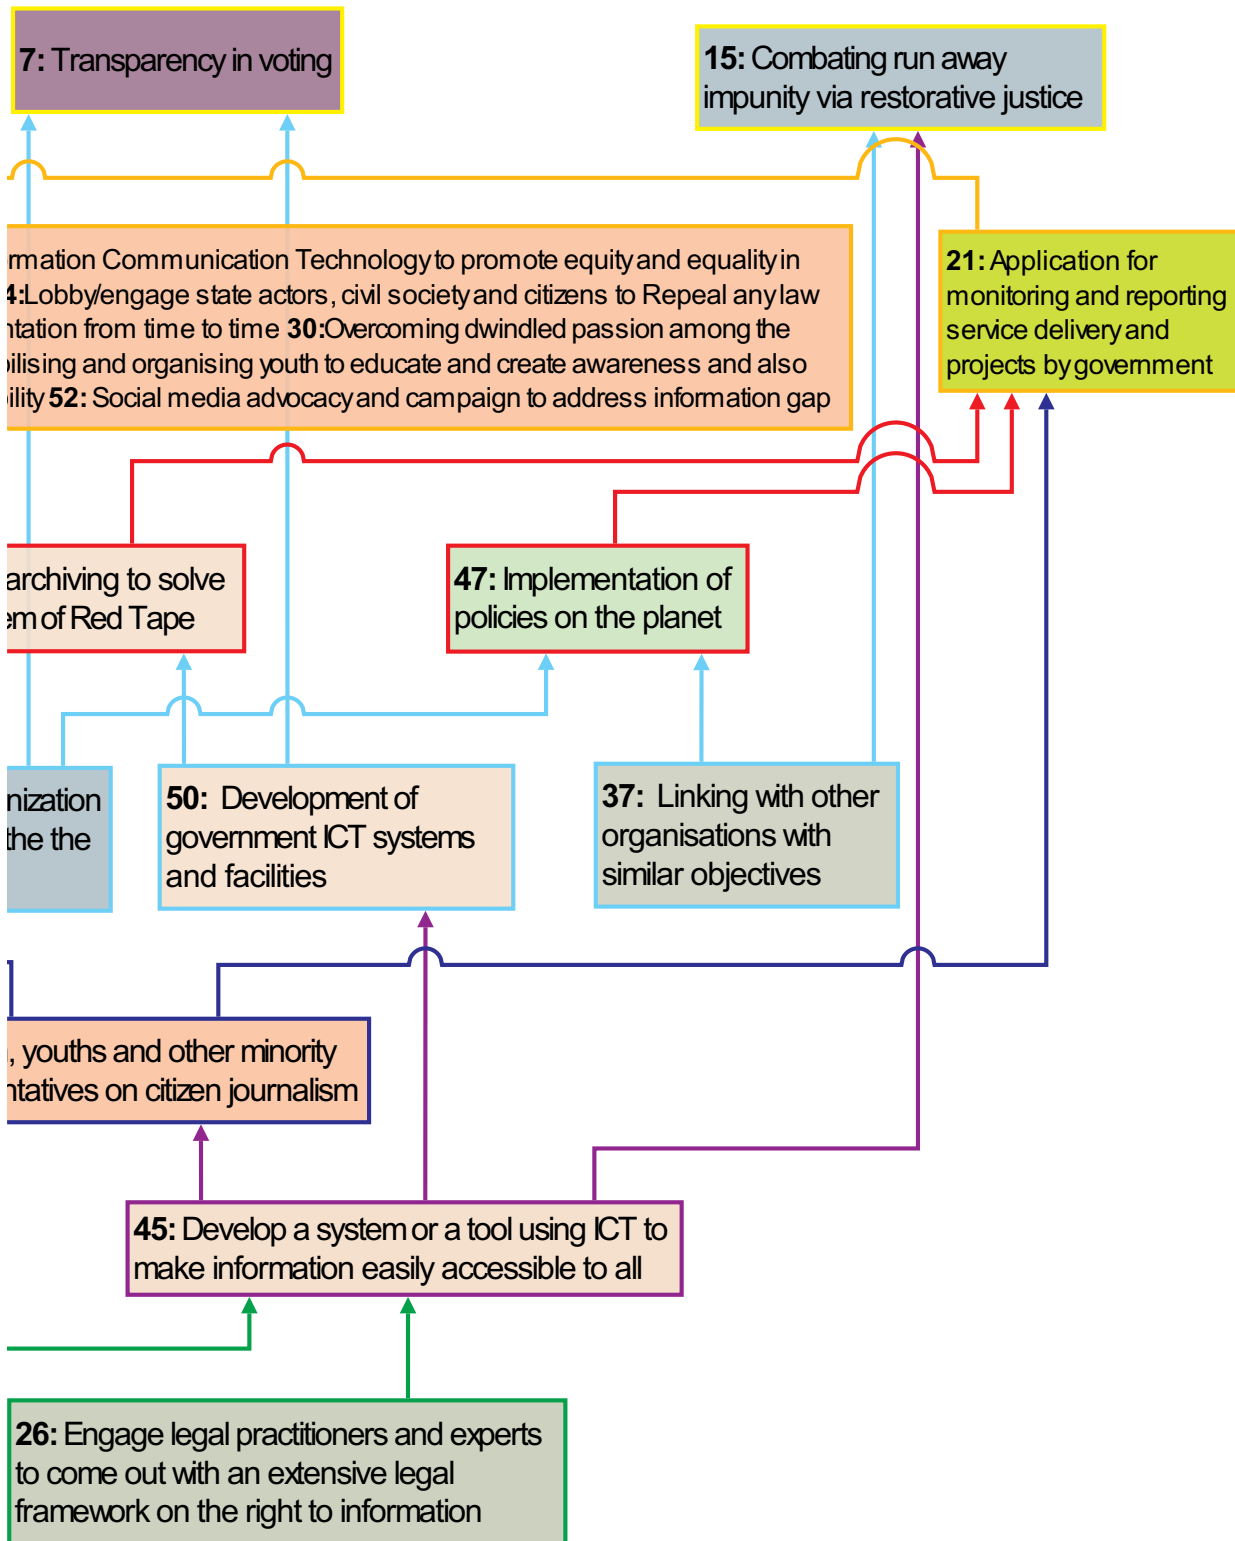 7: Transparency in voting
15: Combating run away
impunity via restorative justice
rmation Communication Technology to promote equity and equality in
4: Lobby/engage state actors, civil society and citizens to Repeal any law
ntation from time to time 30: Overcoming dwindled passion among the
ilising and organising youth to educate and create awareness and also
ility 52: Social media advocacy and campaign to address information gap
21: Application for
monitoring and reporting
service delivery and
projects by government
archiving to solve
em of Red Tape
47: Implementation of
policies on the planet
nization
the the
50: Development of
government ICT systems
and facilities
37: Linking with other
organisations with
similar objectives
, youths and other minority
ntatives on citizen journalism
45: Develop a system or a tool using ICT to
make information easily accessible to all
26: Engage legal practitioners and experts
to come out with an extensive legal
framework on the right to information